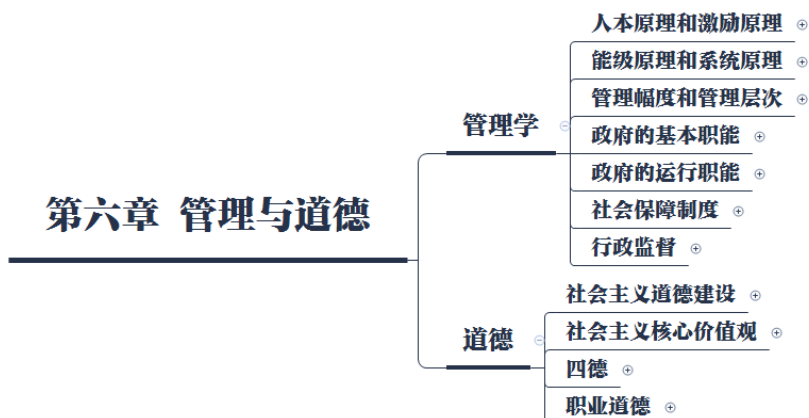 第六章 管理与道德
管理学
人本原理和激励原理
能级原理和系统原理
管理幅度和管理层次
政府的基本职能
政府的运行职能
社会保障制度
行政监督
道德
社会主义道德建设
社会主义核心价值观
四德
职业道德